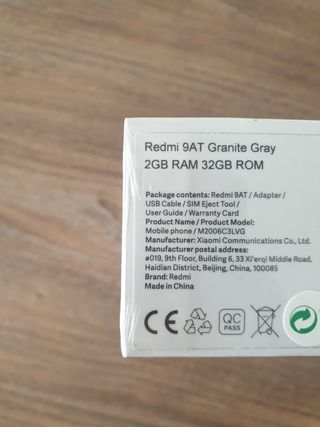 Redmi 9AT Granite Gray
2GB RAM 32GB ROM
Package contents: Redmi 9AT / Adapter /
USB Cable / SIM Eject Tool /
User Guide / Warranty Card
Product Name / Product Model:
Mobile phone / M2006C3LVG
Manufacturer: Xiaomi Communications Co., Ltd.
Manufacturer postal address:
#019, 9th Floor, Building 6, 33 Xi'erqi Middle Road,
Haidian District, Beijing, China, 100085
Brand: Redmi
Made in China
CE
QC
PASS